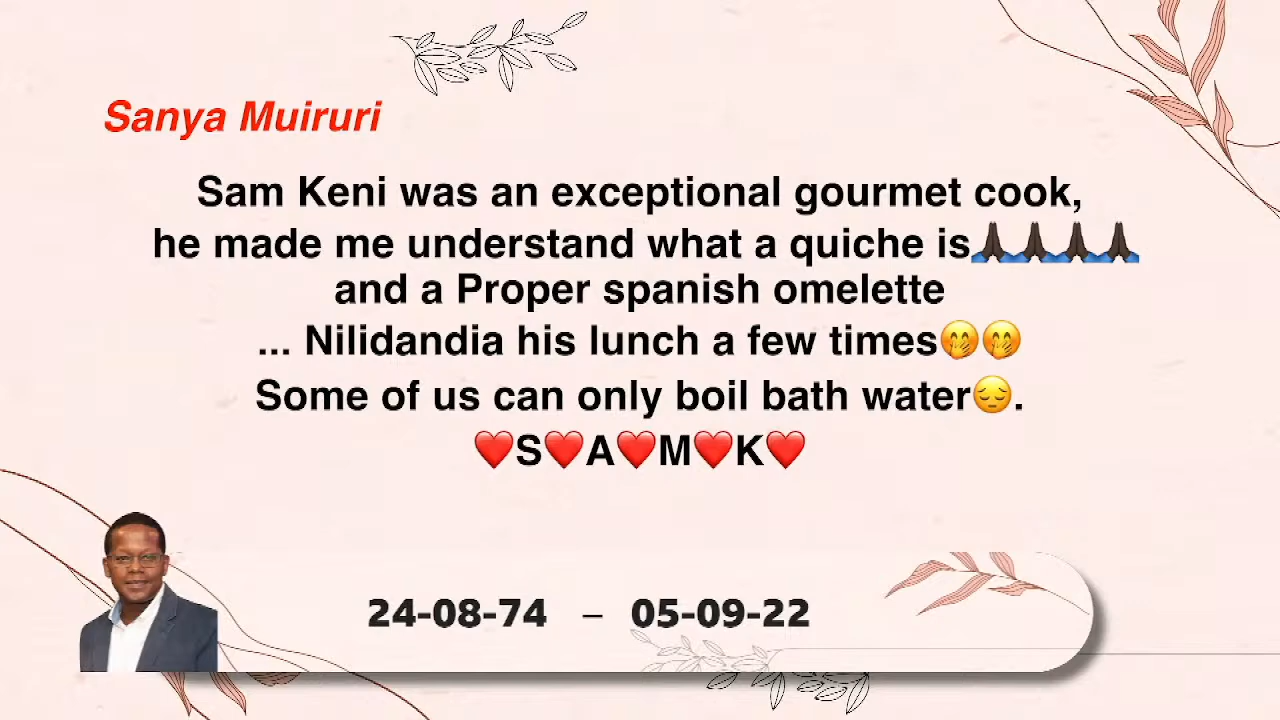 Sanya Muiruri
Sam Keni was an exceptional gourmet cook,
he made me understand what a quiche is🙏🏿🙏🏿🙏🏿🙏🏿
and a Proper spanish omelette
... Nilidandia his lunch a few times🤭🤭
Some of us can only boil bath water😔.
❤️S❤️A❤️M❤️K❤️
24-08-74 – 05-09-22